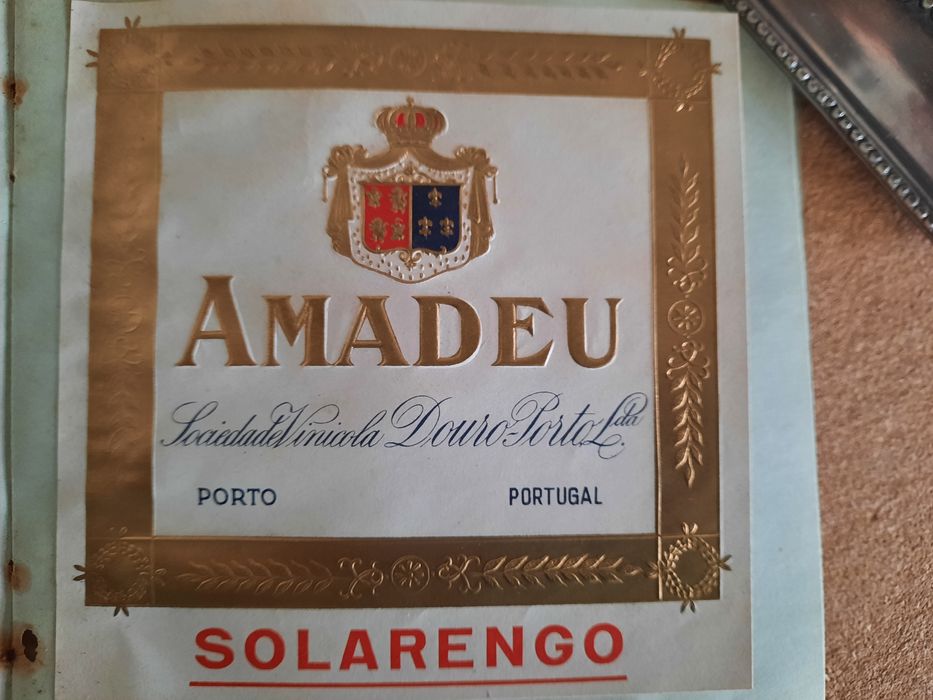 AMADEU
Sociedade Vinicola Douro-Porto Lda.
PORTO PORTUGAL
SOLARENGO